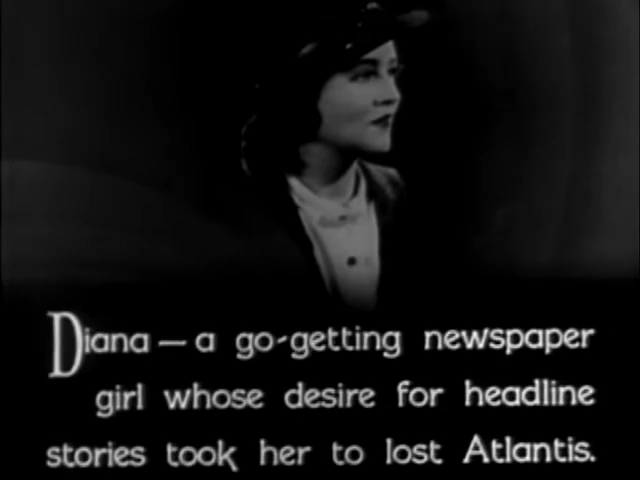 Diana — a go-getting newspaper
girl whose desire for headline
stories took her to lost Atlantis.